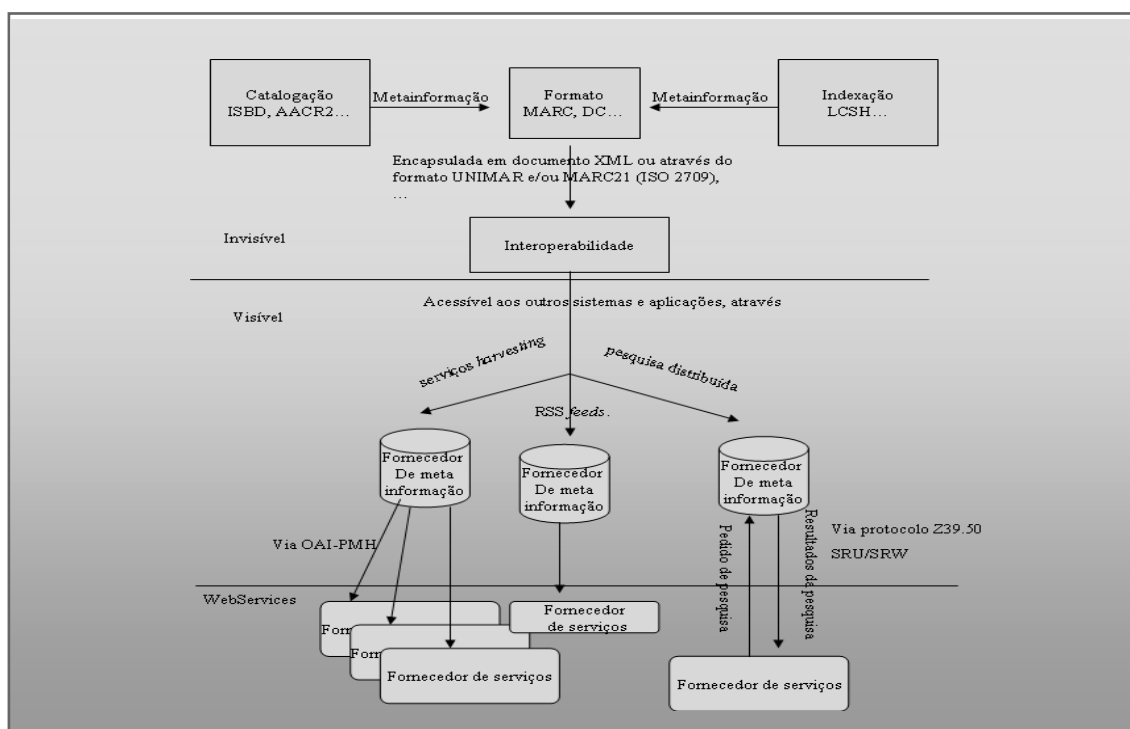 Catalogação
ISBD, AACR2...
Metainformação
Formato
MARC, DC...
Metainformação
Indexação
LCSH...
Encapsulada em documento XML ou através do
formato UNIMAR e/ou MARC21 (ISO 2709),
...
Invisível
Interoperabilidade
Acessível aos outros sistemas e aplicações, através
Visível
serviços harvesting
pesquisa distribuída
RSS feeds.
Fornecedor
De meta
informação
Fornecedor
De meta
informação
Fornecedor
De meta
informação
Via OAI-PMH
Pedido de pesquisa
Resultados da pesquisa
Via protocolo Z39.50
SRU/SRW
WebServices
Forne
Forne
Fornecedor de serviços
Fornecedor
de serviços
Fornecedor de serviços